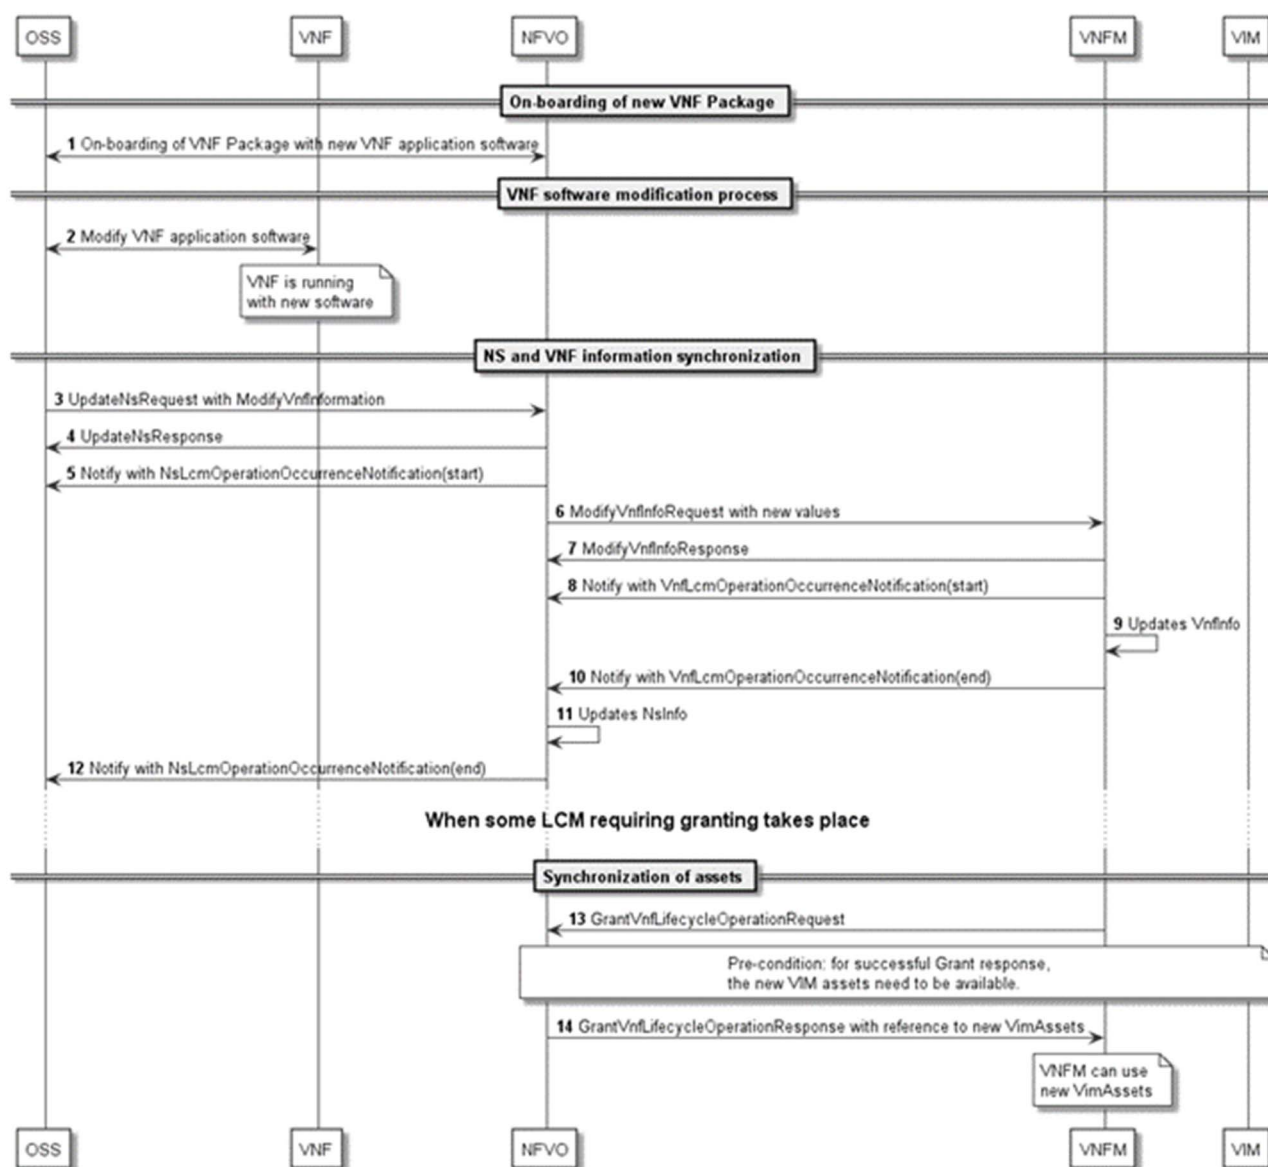 OSS VNF NFVO VNFM VIM
On-boarding of new VNF Package
1 On-boarding of VNF Package with new VNF application software
VNF software modification process
2 Modify VNF application software
VNF is running
with new software
NS and VNF information synchronization
3 UpdateNsRequest with ModifyVnfInformation
4 UpdateNsResponse
5 Notify with NsLcmOperationOccurrenceNotification(start)
6 ModifyVnfInfoRequest with new values
7 ModifyVnfInfoResponse
8 Notify with VnfLcmOperationOccurrenceNotification(start)
9 Updates VnfInfo
10 Notify with VnfLcmOperationOccurrenceNotification(end)
11 Updates NsInfo
12 Notify with NsLcmOperationOccurrenceNotification(end)
When some LCM requiring granting takes place
Synchronization of assets
13 GrantVnfLifecycleOperationRequest
Pre-condition: for successful Grant response,
the new VIM assets need to be available.
14 GrantVnfLifecycleOperationResponse with reference to new VimAssets
VNFM can use
new VimAssets
OSS VNF NFVO VNFM VIM